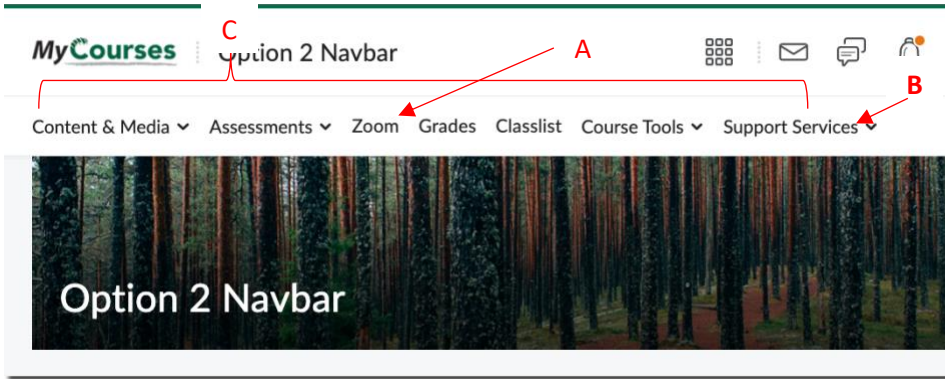 C
MyCourses Option 2 Navbar A
B
Content & Media Assessments Zoom Grades Classlist Course Tools Support Services
Option 2 Navbar